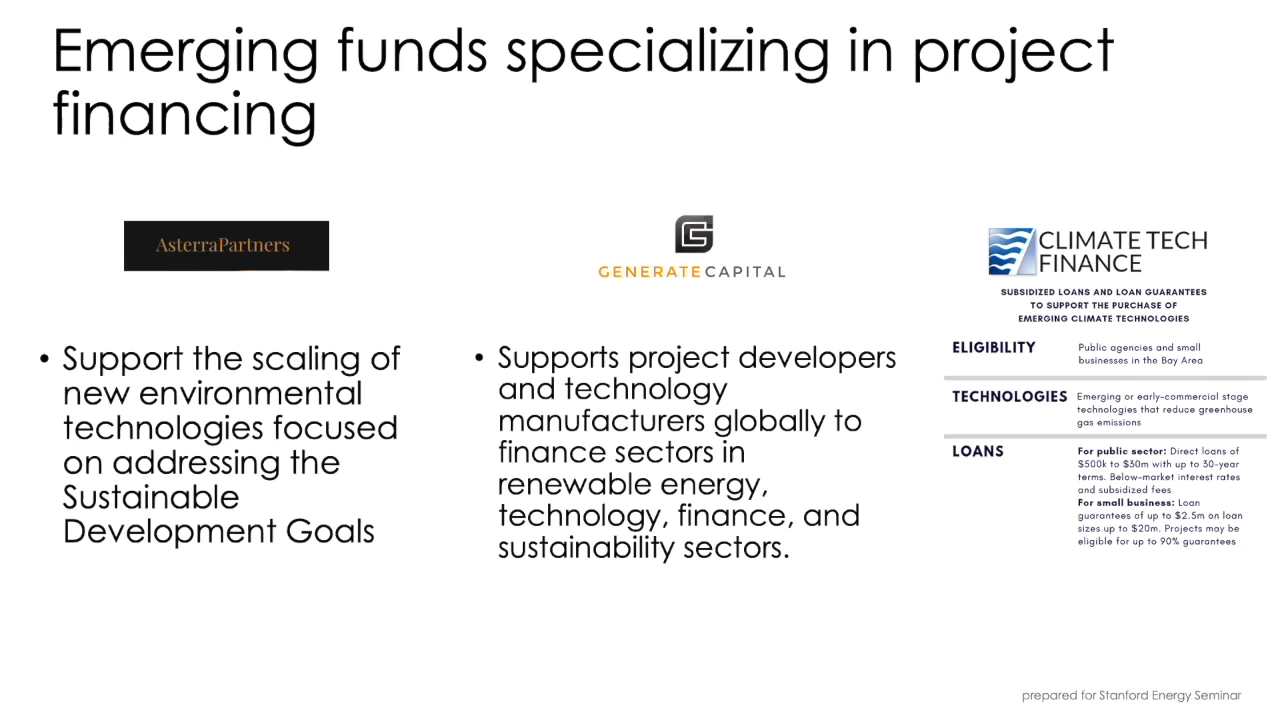 Emerging funds specializing in project
financing
AsterraPartners
• Support the scaling of
new environmental
technologies focused
on addressing the
Sustainable
Development Goals
GENERATECAPITAL
• Supports project developers
and technology
manufacturers globally to
finance sectors in
renewable energy,
technology, finance, and
sustainability sectors.
CLIMATE TECH
FINANCE
SUBSIDIZED LOANS AND LOAN GUARANTEES
TO SUPPORT THE PURCHASE OF
EMERGING CLIMATE TECHNOLOGIES
ELIGIBILITY
Public agencies and small
businesses in the Bay Area
TECHNOLOGIES
Emerging or early-commercial stage
technologies that reduce greenhouse
gas emissions
LOANS
For public sector: Direct loans of
$500k to $30m with up to 30-year
terms. Below-market interest rates
and subsidized fees
For small business: Loan
guarantees of up to $2.5m on loan
sizes up to $20m. Projects may be
eligible for up to 90% guarantees
prepared for Stanford Energy Seminar